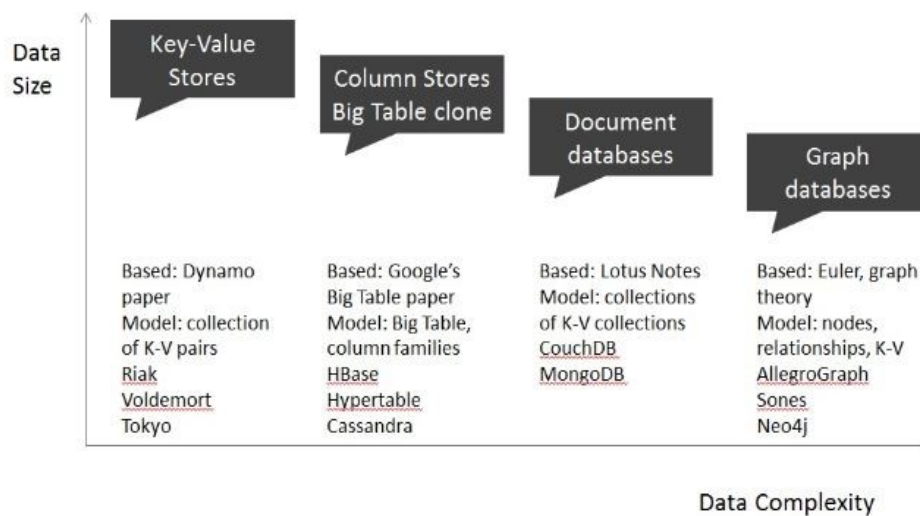 Data
Size
Key-Value
Stores
Column Stores
Big Table clone
Document
databases
Graph
databases
Based: Dynamo
paper
Model: collection
of K-V pairs
Riak
Voldemort
Tokyo
Based: Google's
Big Table paper
Model: Big Table,
column families
HBase
Hypertable
Cassandra
Based: Lotus Notes
Model: collections
of K-V collections
CouchDB
MongoDB
Based: Euler, graph
theory
Model: nodes,
relationships, K-V
AllegroGraph
Sones
Neo4j
Data Complexity